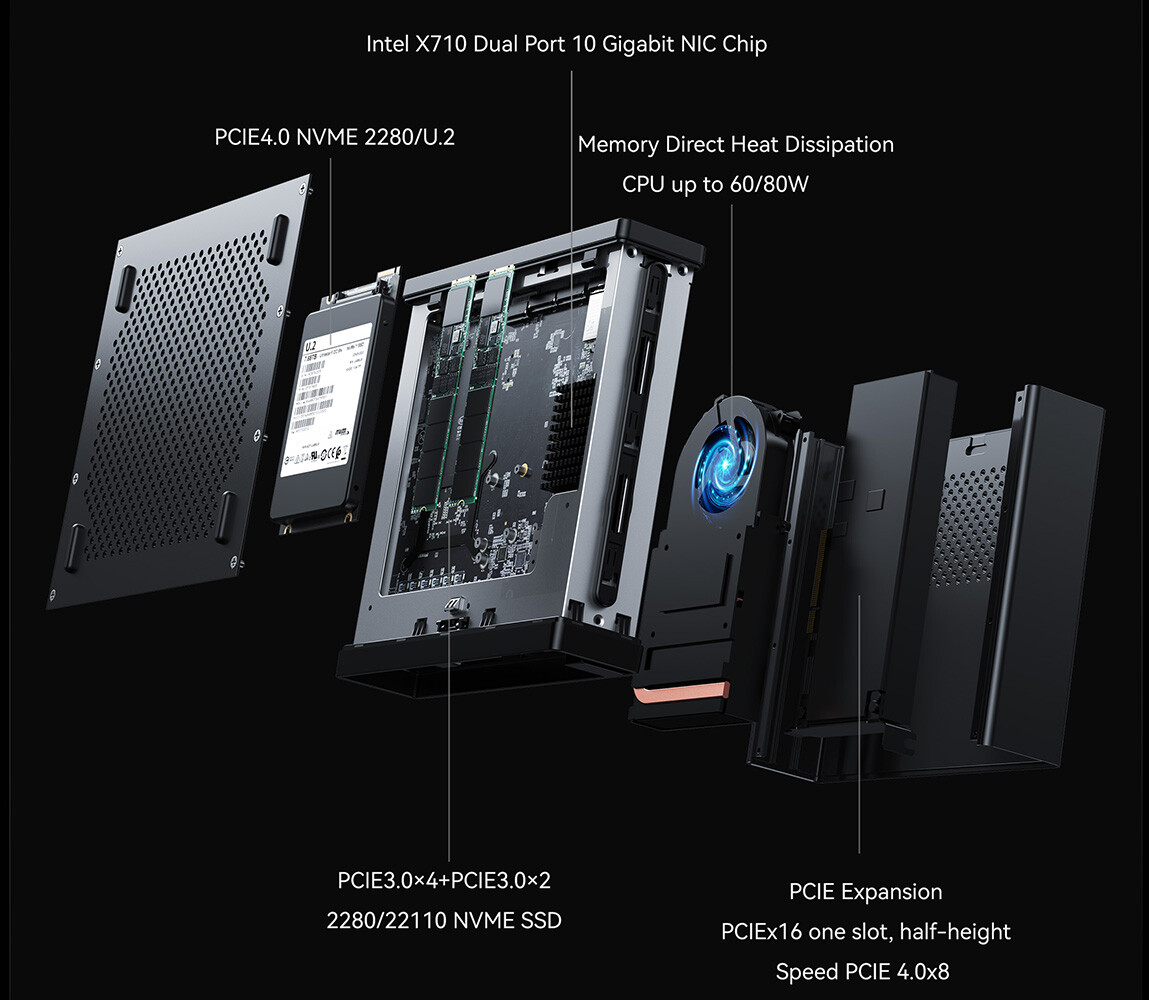 Intel X710 Dual Port 10 Gigabit NIC Chip
PCIE4.0 NVME 2280/U.2
Memory Direct Heat Dissipation
CPU up to 60/80W
U.2
PCIE3.0×4+PCIE3.0×2
2280/22110 NVME SSD
PCIE Expansion
PCIEx16 one slot, half-height
Speed PCIE 4.0x8